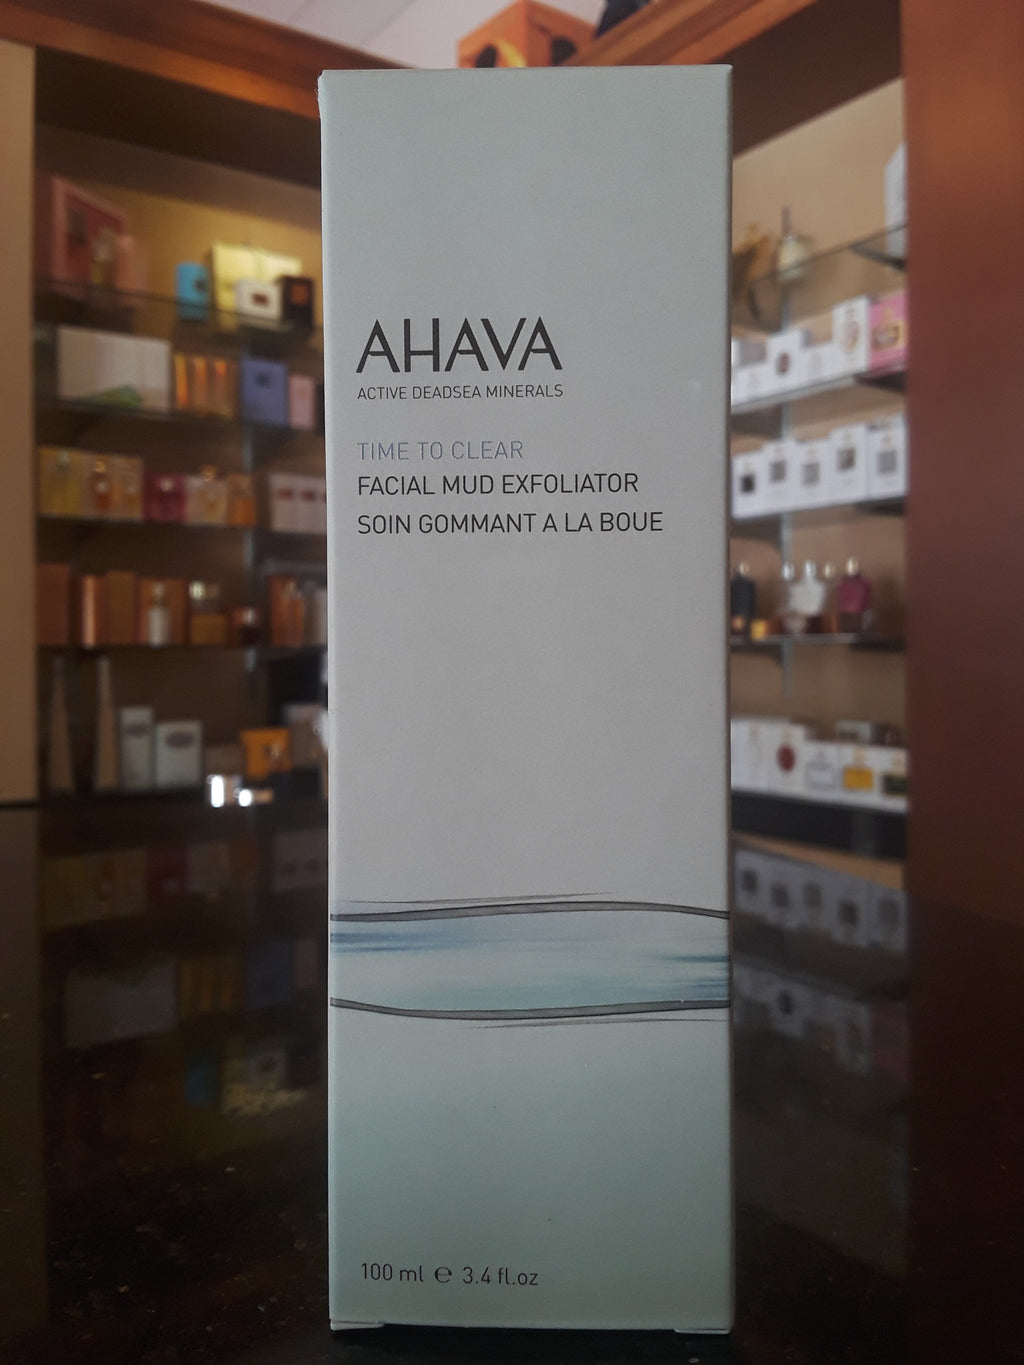 AHAVA
ACTIVE DEADSEA MINERALS
TIME TO CLEAR
FACIAL MUD EXFOLIATOR
SOIN GOMMANT A LA BOUE
100 ml ℮ 3.4 fl.oz